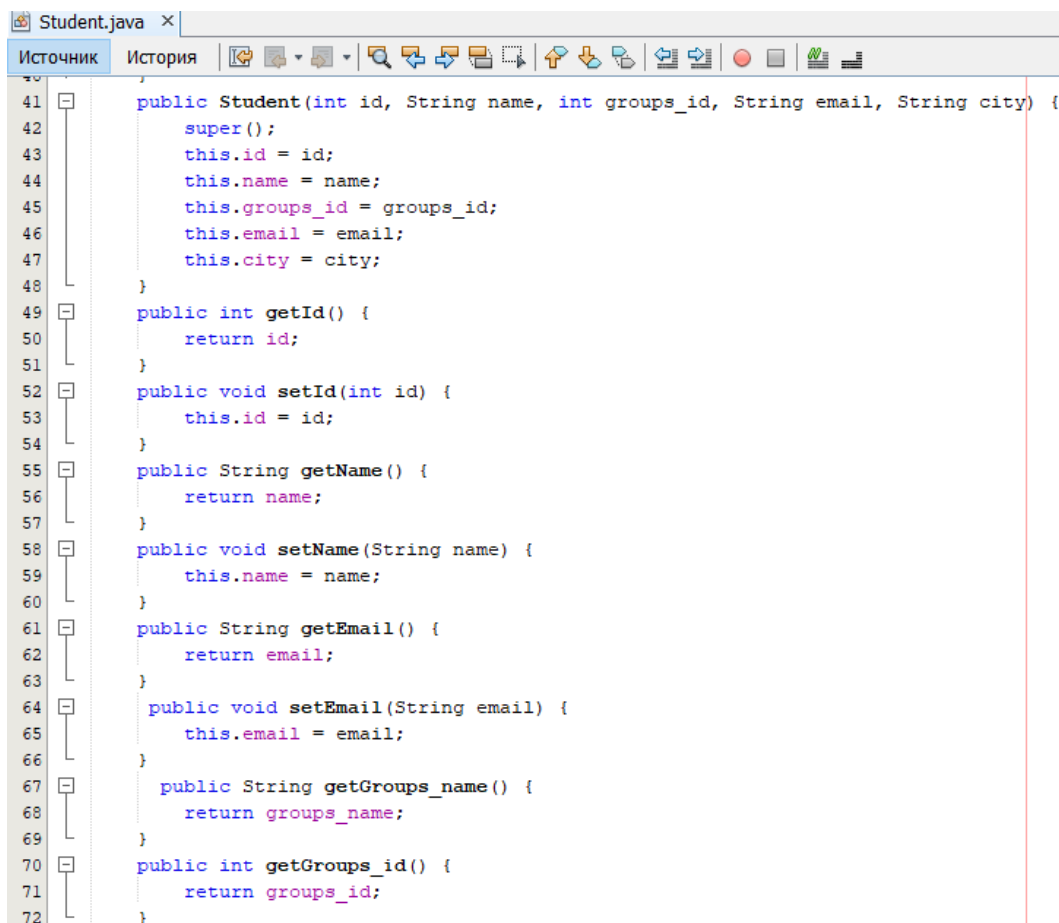 Student.java
Источник История
40 }
41 public Student(int id, String name, int groups_id, String email, String city) {
42 super();
43 this.id = id;
44 this.name = name;
45 this.groups_id = groups_id;
46 this.email = email;
47 this.city = city;
48 }
49 public int getId() {
50 return id;
51 }
52 public void setId(int id) {
53 this.id = id;
54 }
55 public String getName() {
56 return name;
57 }
58 public void setName(String name) {
59 this.name = name;
60 }
61 public String getEmail() {
62 return email;
63 }
64 public void setEmail(String email) {
65 this.email = email;
66 }
67 public String getGroups_name() {
68 return groups_name;
69 }
70 public int getGroups_id() {
71 return groups_id;
72 }